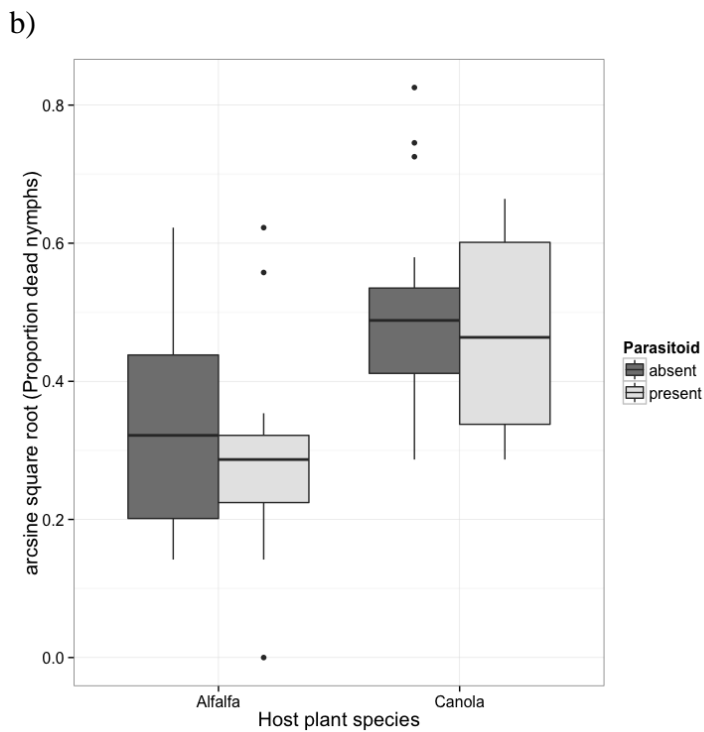 b)
arcsine square root (Proportion dead nymphs)
0.8
0.6
0.4
0.2
0.0
Alfalfa
Canola
Host plant species
Parasitoid
absent
present